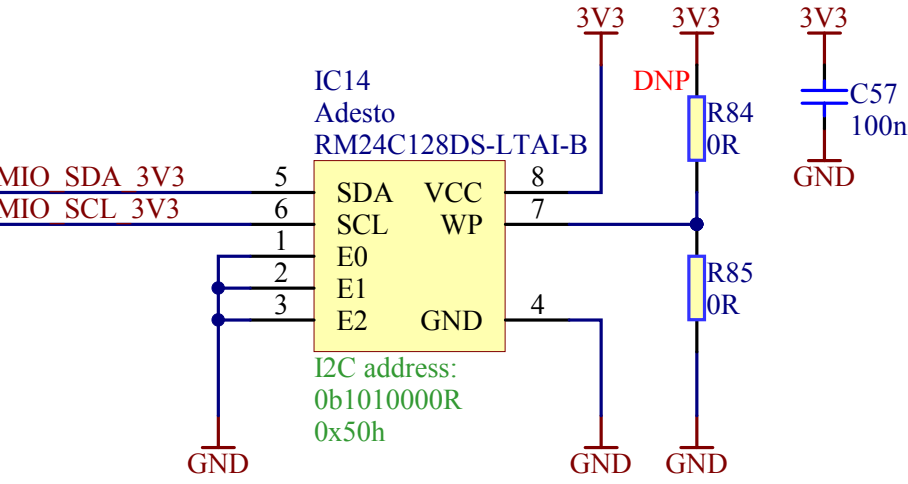 3V3 3V3 3V3
IC14
Adesto
RM24C128DS-LTAI-B
DNP
R84
0R
C57
100n
GND
MIO_SDA_3V3 5 SDA VCC 8
MIO_SCL_3V3 6 SCL WP 7
1 E0
2 E1
3 E2 GND 4
R85
0R
I2C address:
0b1010000R
0x50h
GND GND GND